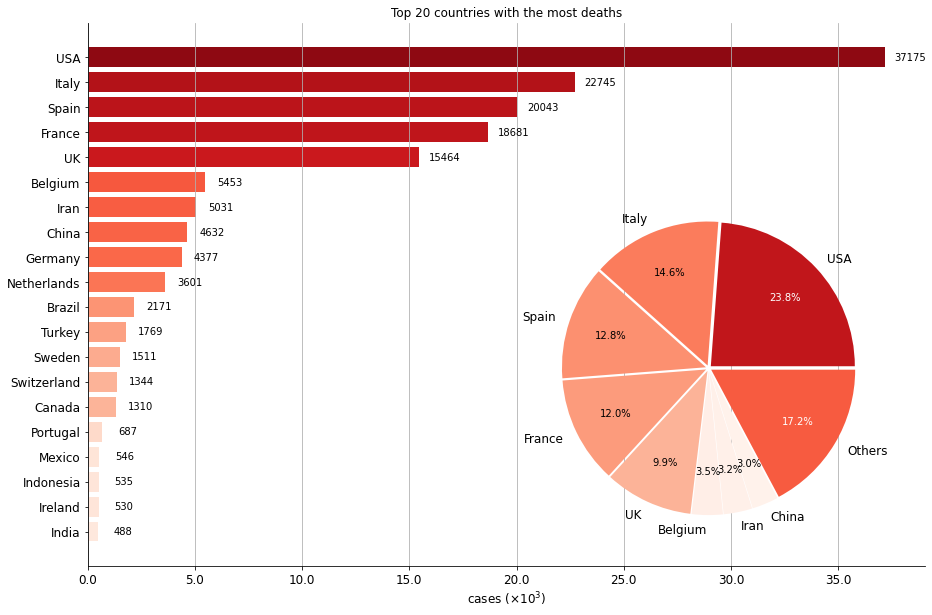 Top 20 countries with the most deaths
USA 37175
Italy 22745
Spain 20043
France 18681
UK 15464
Belgium 5453
Iran 5031
China 4632
Germany 4377
Netherlands 3601
Brazil 2171
Turkey 1769
Sweden 1511
Switzerland 1344
Canada 1310
Portugal 687
Mexico 546
Indonesia 535
Ireland 530
India 488
0.0 5.0 10.0 15.0 20.0 25.0 30.0 35.0
cases (×10³)
USA
23.8%
Italy
14.6%
Spain
12.8%
France
12.0%
UK
9.9%
Belgium
3.5%
Iran
3.2%
China
3.0%
Others
17.2%